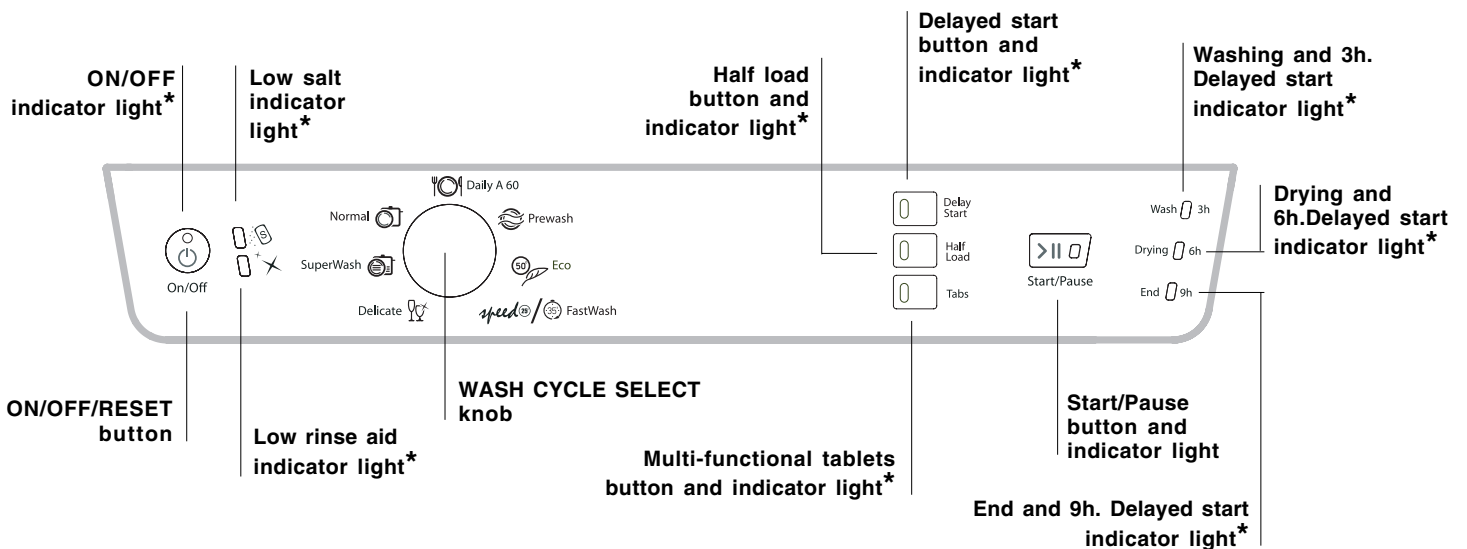 Delayed start
button and
indicator light*
Washing and 3h.
Delayed start
indicator light*
Half load
button and
indicator light*
ON/OFF
indicator light*
Low salt
indicator
light*
Drying and
6h.Delayed start
indicator light*
Daily A 60
Normal
Prewash
SuperWash
50°
Eco
Delicate
speed 25 / 35' FastWash
S
On/Off
Delay
Start
Half
Load
Tabs
Start/Pause
Wash 3h
Drying 6h
End 9h
ON/OFF/RESET
button
Low rinse aid
indicator light*
WASH CYCLE SELECT
knob
Multi-functional tablets
button and indicator light*
Start/Pause
button and
indicator light
End and 9h. Delayed start
indicator light*